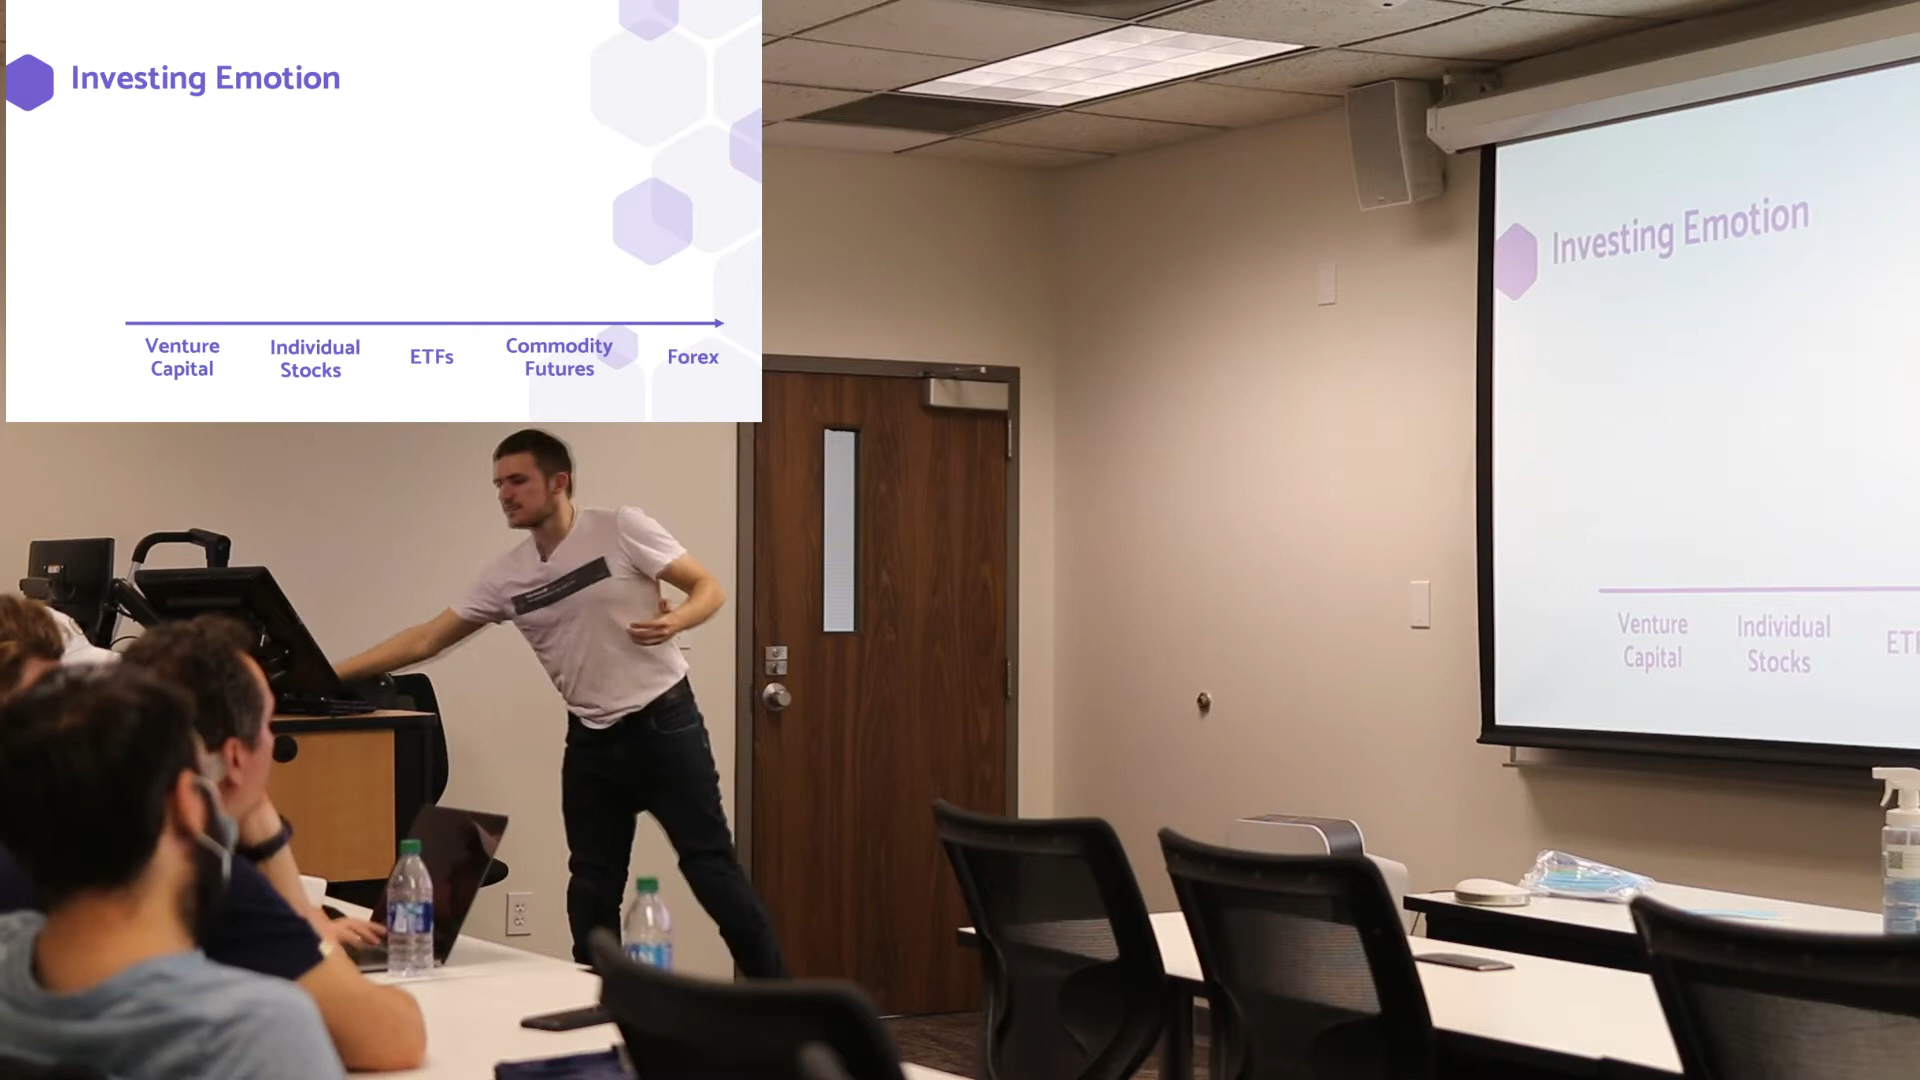 Investing Emotion
Venture
Capital
Individual
Stocks
ETFs
Commodity
Futures
Forex
Investing Emotion
Venture
Capital
Individual
Stocks